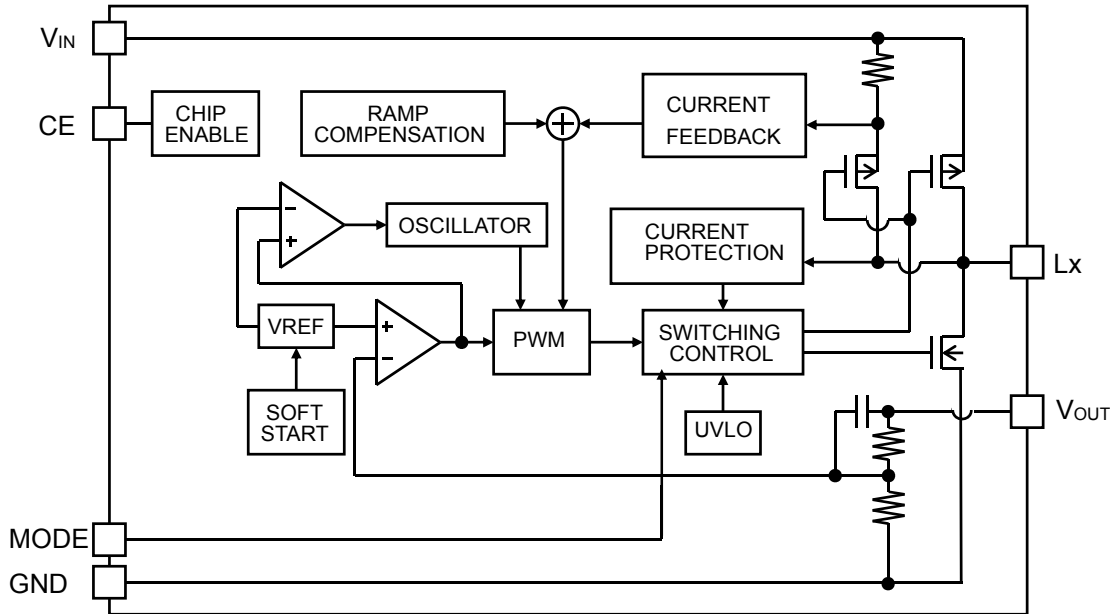 VIN
CE
CHIP
ENABLE
RAMP
COMPENSATION
+
CURRENT
FEEDBACK
-
+
OSCILLATOR
CURRENT
PROTECTION
Lx
VREF
+
-
PWM
SWITCHING
CONTROL
SOFT
START
UVLO
VOUT
MODE
GND